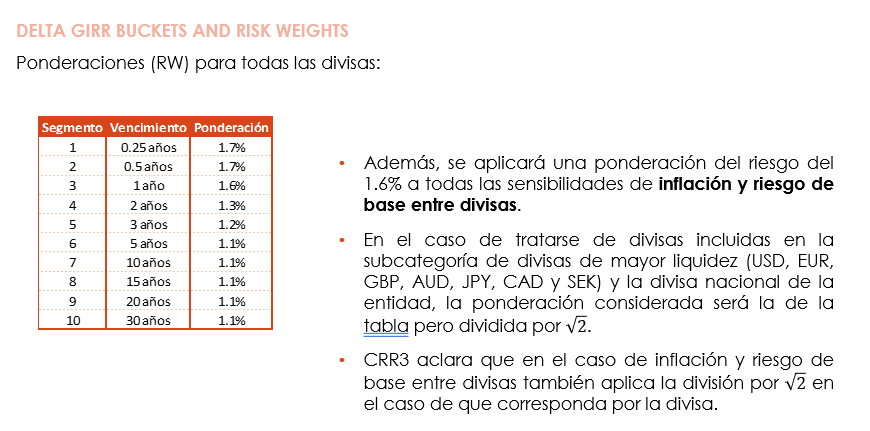 DELTA GIRR BUCKETS AND RISK WEIGHTS
Ponderaciones (RW) para todas las divisas:
Segmento Vencimiento Ponderación
1 0.25 años 1.7%
2 0.5 años 1.7%
3 1 año 1.6%
4 2 años 1.3%
5 3 años 1.2%
6 5 años 1.1%
7 10 años 1.1%
8 15 años 1.1%
9 20 años 1.1%
10 30 años 1.1%
• Además, se aplicará una ponderación del riesgo del
1.6% a todas las sensibilidades de inflación y riesgo de
base entre divisas.
• En el caso de tratarse de divisas incluidas en la
subcategoría de divisas de mayor liquidez (USD, EUR,
GBP, AUD, JPY, CAD y SEK) y la divisa nacional de la
entidad, la ponderación considerada será la de la
tabla pero dividida por √2.
• CRR3 aclara que en el caso de inflación y riesgo de
base entre divisas también aplica la división por √2 en
el caso de que corresponda por la divisa.